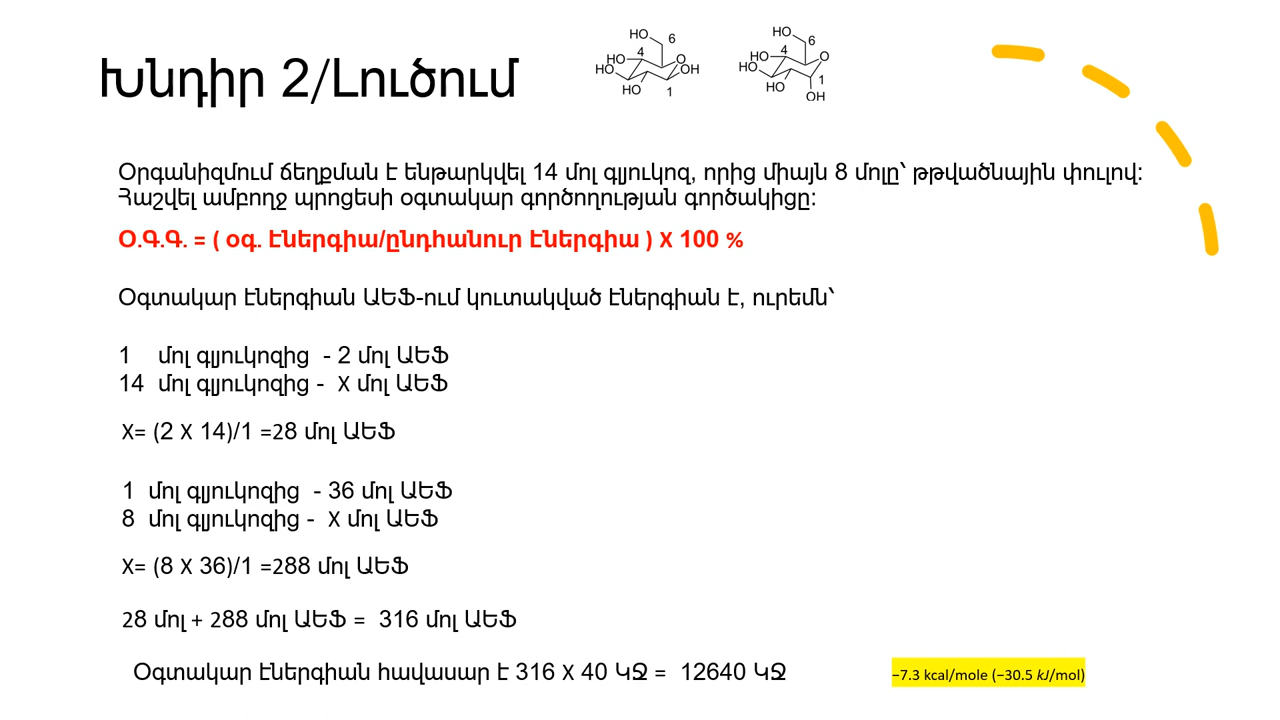 Խնդիր 2/Լուծում
HO 6
HO 4 O
HO OH
HO 1
HO 6
HO 4 O
HO 1
HO
OH
Օրգանիզմում ճեղքման է ենթարկվել 14 մոլ գլյուկոզ, որից միայն 8 մոլը՝ թթվածնային փուլով:
Հաշվել ամբողջ պրոցեսի օգտակար գործողության գործակիցը:
Օ.Գ.Գ. = ( օգ. էներգիա/ընդհանուր էներգիա ) X 100 %
Օգտակար էներգիան ԱԵՖ-ում կուտակված էներգիան է, ուրեմն՝
1 մոլ գլյուկոզից - 2 մոլ ԱԵՖ
14 մոլ գլյուկոզից - X մոլ ԱԵՖ
X= (2 X 14)/1 =28 մոլ ԱԵՖ
1 մոլ գլյուկոզից - 36 մոլ ԱԵՖ
8 մոլ գլյուկոզից - X մոլ ԱԵՖ
X= (8 X 36)/1 =288 մոլ ԱԵՖ
28 մոլ + 288 մոլ ԱԵՖ = 316 մոլ ԱԵՖ
Օգտակար էներգիան հավասար է 316 X 40 ԿՋ = 12640 ԿՋ
−7.3 kcal/mole (−30.5 kJ/mol)